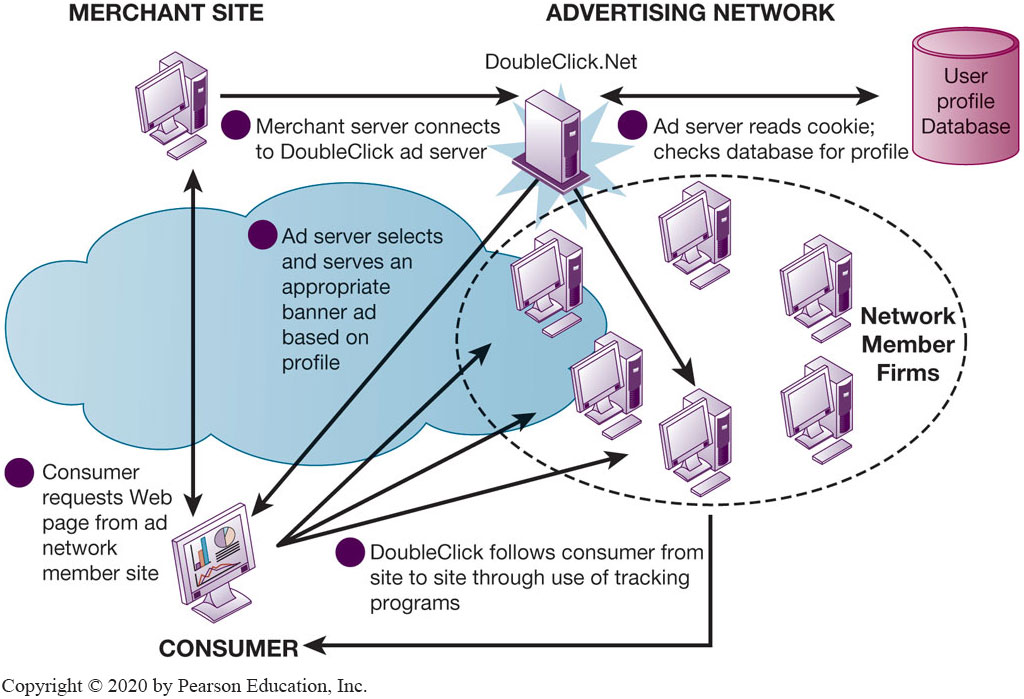 MERCHANT SITE
ADVERTISING NETWORK
DoubleClick.Net
User
profile
Database
Merchant server connects
to DoubleClick ad server
Ad server reads cookie;
checks database for profile
Ad server selects
and serves an
appropriate
banner ad
based on
profile
Network
Member
Firms
Consumer
requests Web
page from ad
network
member site
DoubleClick follows consumer from
site to site through use of tracking
programs
CONSUMER
Copyright © 2020 by Pearson Education, Inc.